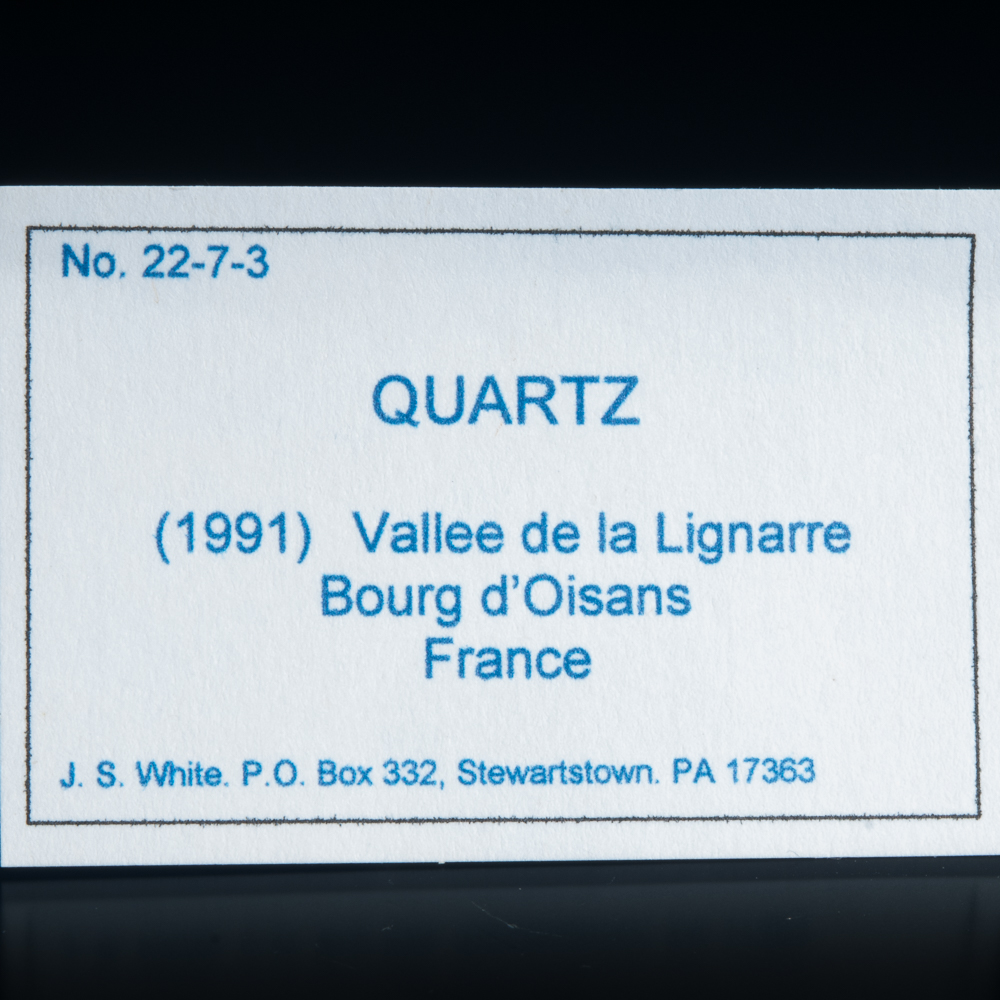 No. 22-7-3
QUARTZ
(1991) Vallee de la Lignarre
Bourg d'Oisans
France
J. S. White. P.O. Box 332, Stewartstown. PA 17363